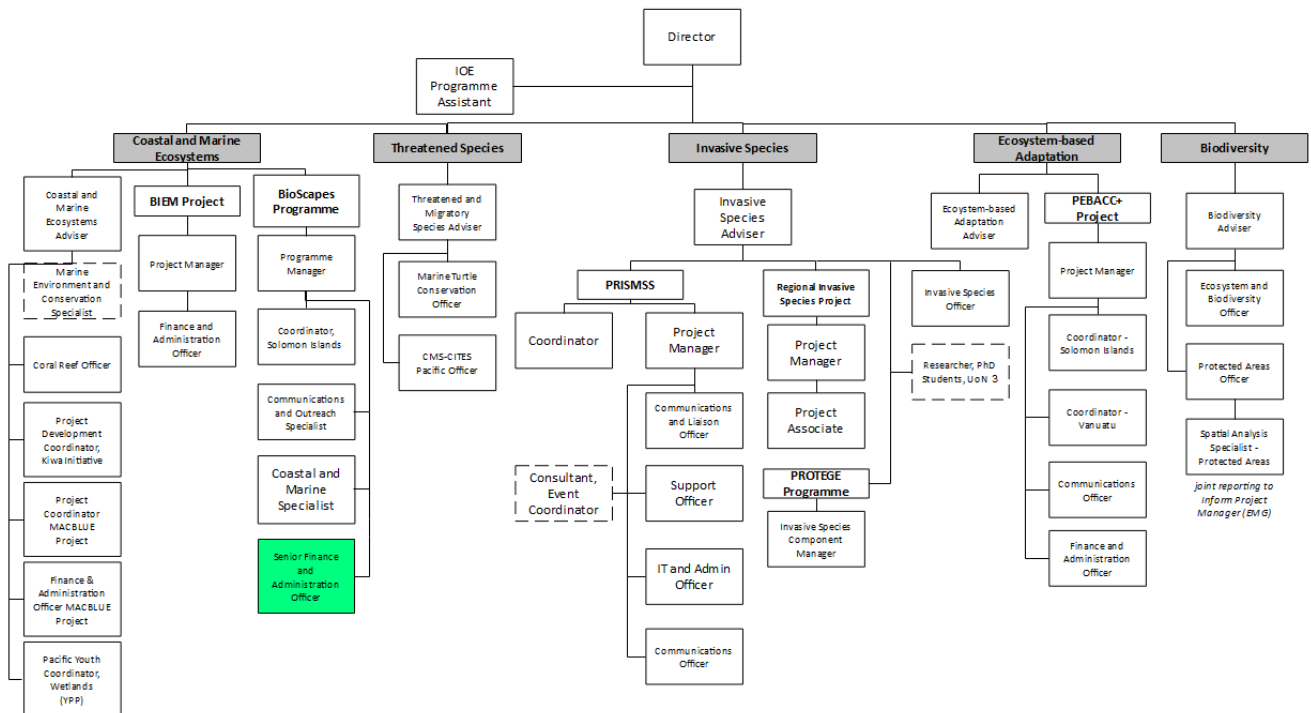 Director
IOE
Programme
Assistant
Coastal and Marine
Ecosystems
Threatened Species
Invasive Species
Ecosystem-based
Adaptation
Biodiversity
Coastal and
Marine
Ecosystems
Adviser
Marine
Environment and
Conservation
Specialist
Coral Reef Officer
Project
Development
Coordinator,
Kiwa Initiative
Project
Coordinator
MACBLUE
Project
Finance &
Administration
Officer MACBLUE
Project
Pacific Youth
Coordinator,
Wetlands
(YPP)
BIEM Project
Project Manager
Finance and
Administration
Officer
BioScapes
Programme
Programme
Manager
Coordinator,
Solomon Islands
Communications
and Outreach
Specialist
Coastal and
Marine
Specialist
Senior Finance
and
Administration
Officer
Threatened and
Migratory
Species Adviser
Marine Turtle
Conservation
Officer
CMS-CITES
Pacific Officer
Invasive
Species
Adviser
PRISMSS
Coordinator
Project
Manager
Communications
and Liaison
Officer
Consultant,
Event
Coordinator
Support
Officer
IT and Admin
Officer
Communications
Officer
Regional Invasive
Species Project
Project
Manager
Project
Associate
PROTEGE
Programme
Invasive Species
Component
Manager
Invasive Species
Officer
Researcher, PhD
Students, UoN 3
Ecosystem-based
Adaptation
Adviser
PEBACC+
Project
Project Manager
Coordinator -
Solomon Islands
Coordinator -
Vanuatu
Communications
Officer
Finance and
Administration
Officer
Biodiversity
Adviser
Ecosystem and
Biodiversity
Officer
Protected Areas
Officer
Spatial Analysis
Specialist -
Protected Areas
joint reporting to
Inform Project
Manager (EMG)